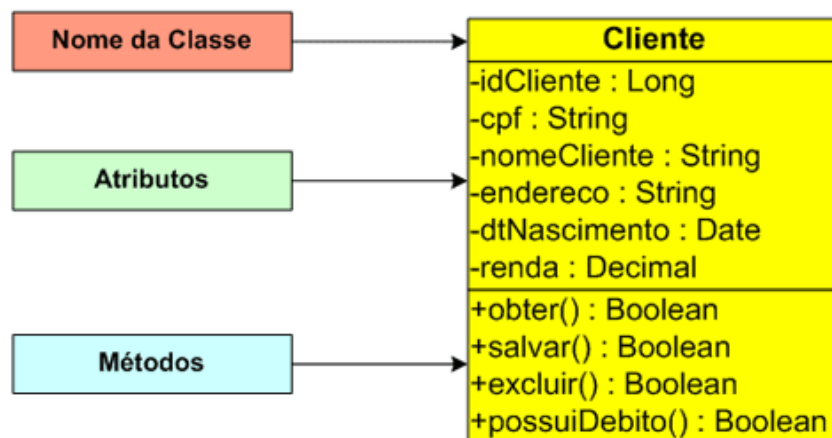 Nome da Classe
Atributos
Métodos
Cliente
-idCliente : Long
-cpf : String
-nomeCliente : String
-endereco : String
-dtNascimento : Date
-renda : Decimal
+obter() : Boolean
+salvar() : Boolean
+excluir() : Boolean
+possuiDebito() : Boolean